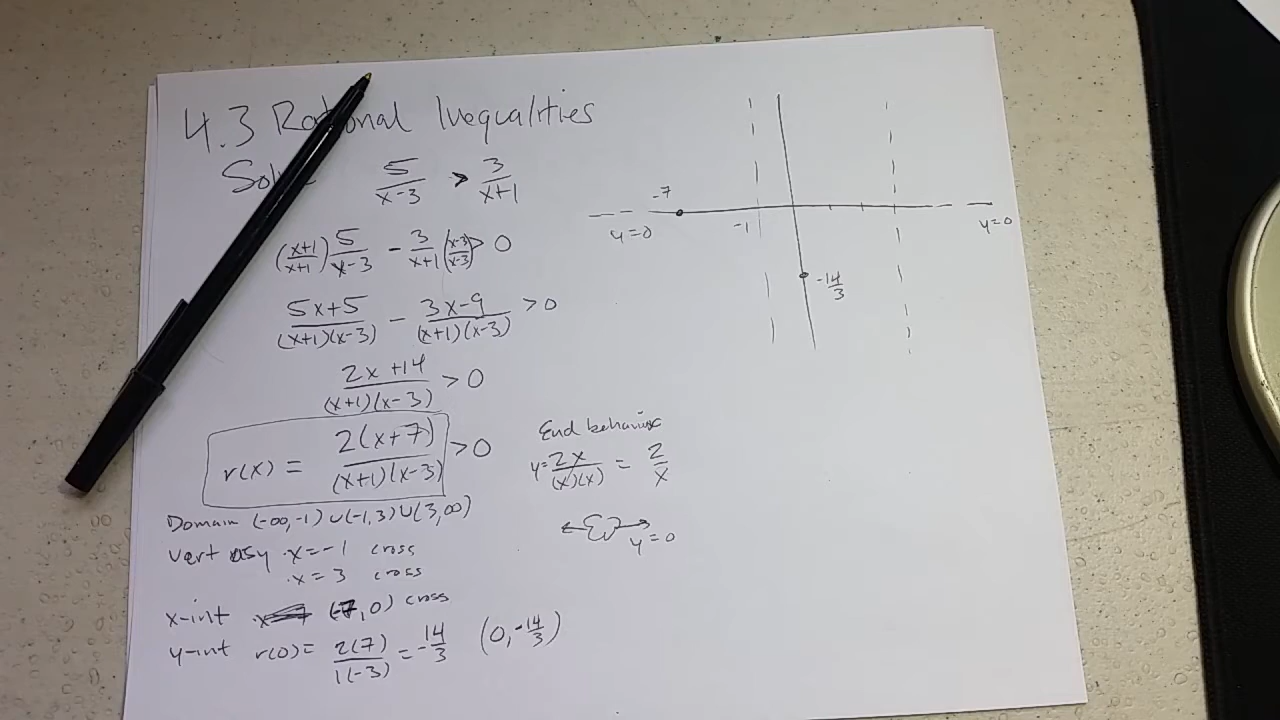 4.3 Rational Inequalities
Solve 5/(x-3) > 3/(x+1)
((x+1)/(x+1)) 5/(x-3) - 3/(x+1) ((x-3)/(x-3)) > 0
(5x+5)/((x+1)(x-3)) - (3x-9)/((x+1)(x-3)) > 0
(2x+14)/((x+1)(x-3)) > 0
r(x) = 2(x+7)/((x+1)(x-3)) > 0
Domain (-∞,-1) ∪ (-1,3) ∪ (3,∞)
Vert asy · x=-1 cross
· x=3 cross
x-int (-7,0) cross
y-int r(0) = 2(7)/(1(-3)) = -14/3 (0,-14/3)
End behavior
y = 2x/((x)(x)) = 2/x
y=0
-7
y=0
-1
y=0
-14/3